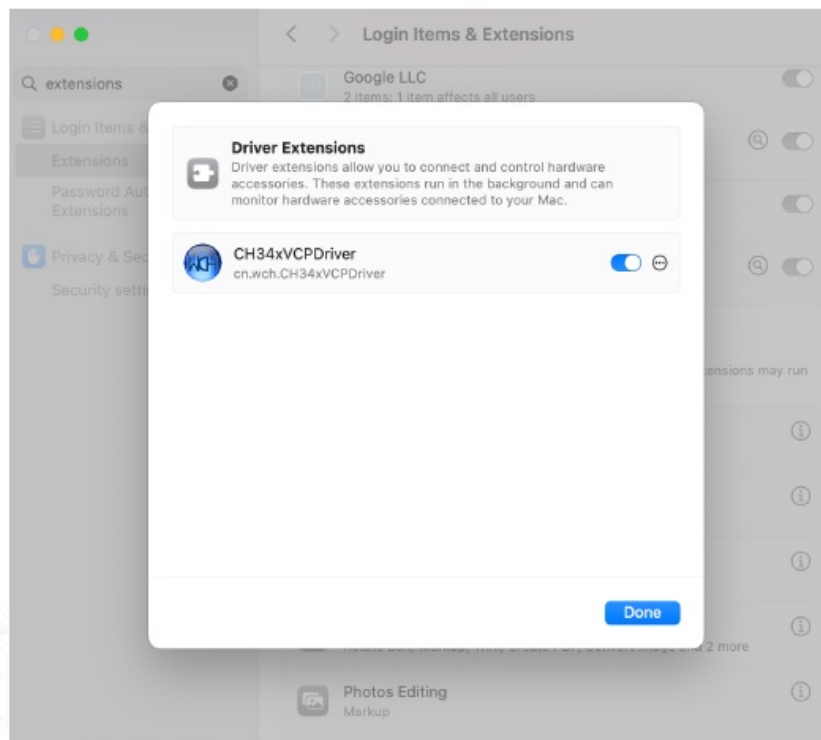 Login Items & Extensions
extensions
Google LLC
2 items: 1 item affects all users
Login Items &
Extensions
Password Aut
Extensions
Privacy & Sec
Security setti
Driver Extensions
Driver extensions allow you to connect and control hardware
accessories. These extensions run in the background and can
monitor hardware accessories connected to your Mac.
WCH
CH34xVCPDriver
cn.wch.CH34xVCPDriver
tensions may run
Done
2 more
Photos Editing
Markup